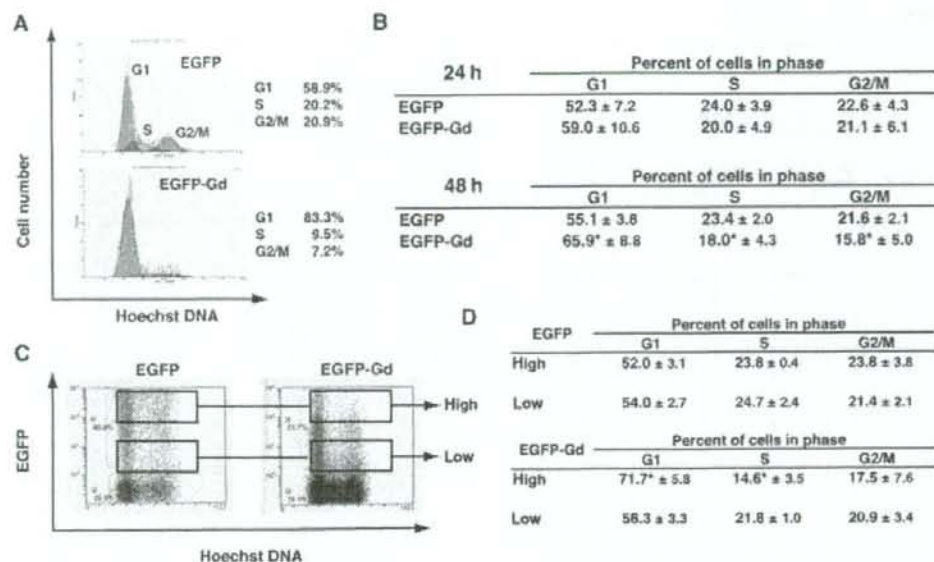 A
EGFP
G1
S
G2/M
G1 58.9%
S 20.2%
G2/M 20.9%
EGFP-Gd
G1 83.3%
S 9.5%
G2/M 7.2%
Cell number
Hoechst DNA
B
24 h
Percent of cells in phase
G1 S G2/M
EGFP 52.3 ± 7.2 24.0 ± 3.9 22.6 ± 4.3
EGFP-Gd 59.0 ± 10.6 20.0 ± 4.9 21.1 ± 6.1
48 h
Percent of cells in phase
G1 S G2/M
EGFP 55.1 ± 3.8 23.4 ± 2.0 21.6 ± 2.1
EGFP-Gd 65.9* ± 8.8 18.0* ± 4.3 15.8* ± 5.0
C
EGFP
EGFP-Gd
High
Low
EGFP
Hoechst DNA
D
EGFP
Percent of cells in phase
G1 S G2/M
High 52.0 ± 3.1 23.8 ± 0.4 23.8 ± 3.8
Low 54.0 ± 2.7 24.7 ± 2.4 21.4 ± 2.1
EGFP-Gd
Percent of cells in phase
G1 S G2/M
High 71.7* ± 5.8 14.6* ± 3.5 17.5 ± 7.6
Low 56.3 ± 3.3 21.8 ± 1.0 20.9 ± 3.4